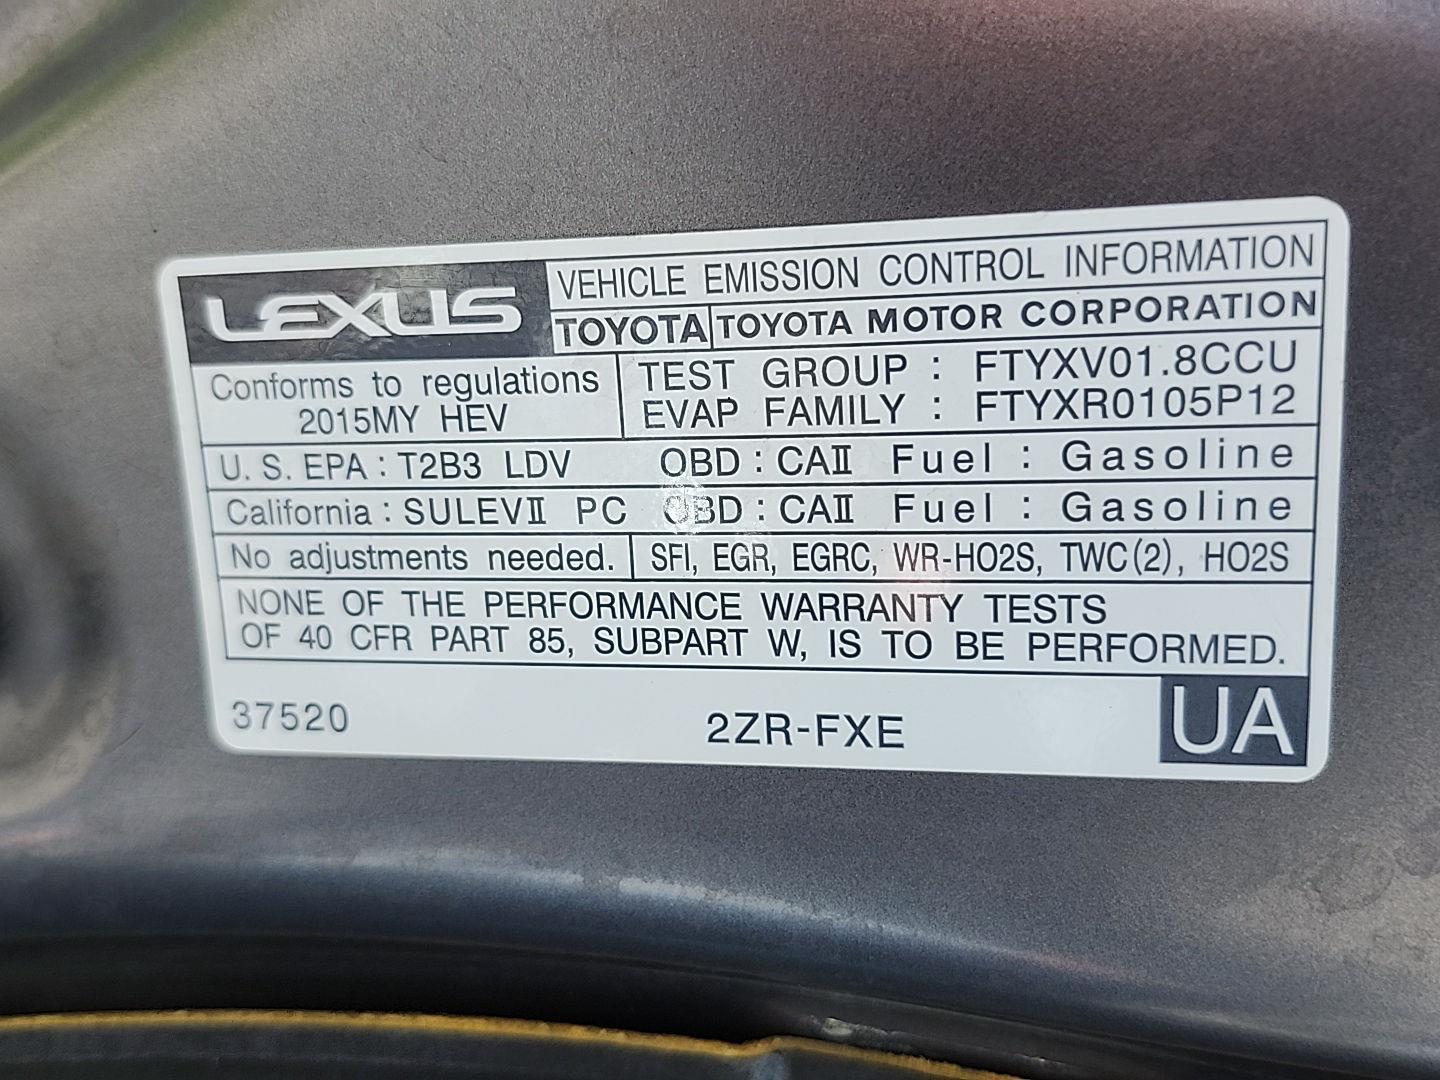 LEXUS
VEHICLE EMISSION CONTROL INFORMATION
TOYOTA TOYOTA MOTOR CORPORATION
Conforms to regulations
2015MY HEV
TEST GROUP : FTYXV01.8CCU
EVAP FAMILY : FTYXR0105P12
U. S. EPA : T2B3 LDV OBD : CAⅡ Fuel : Gasoline
California : SULEVⅡ PC OBD : CAⅡ Fuel : Gasoline
No adjustments needed. SFI, EGR, EGRC, WR-HO2S, TWC(2), HO2S
NONE OF THE PERFORMANCE WARRANTY TESTS
OF 40 CFR PART 85, SUBPART W, IS TO BE PERFORMED.
37520 2ZR-FXE UA